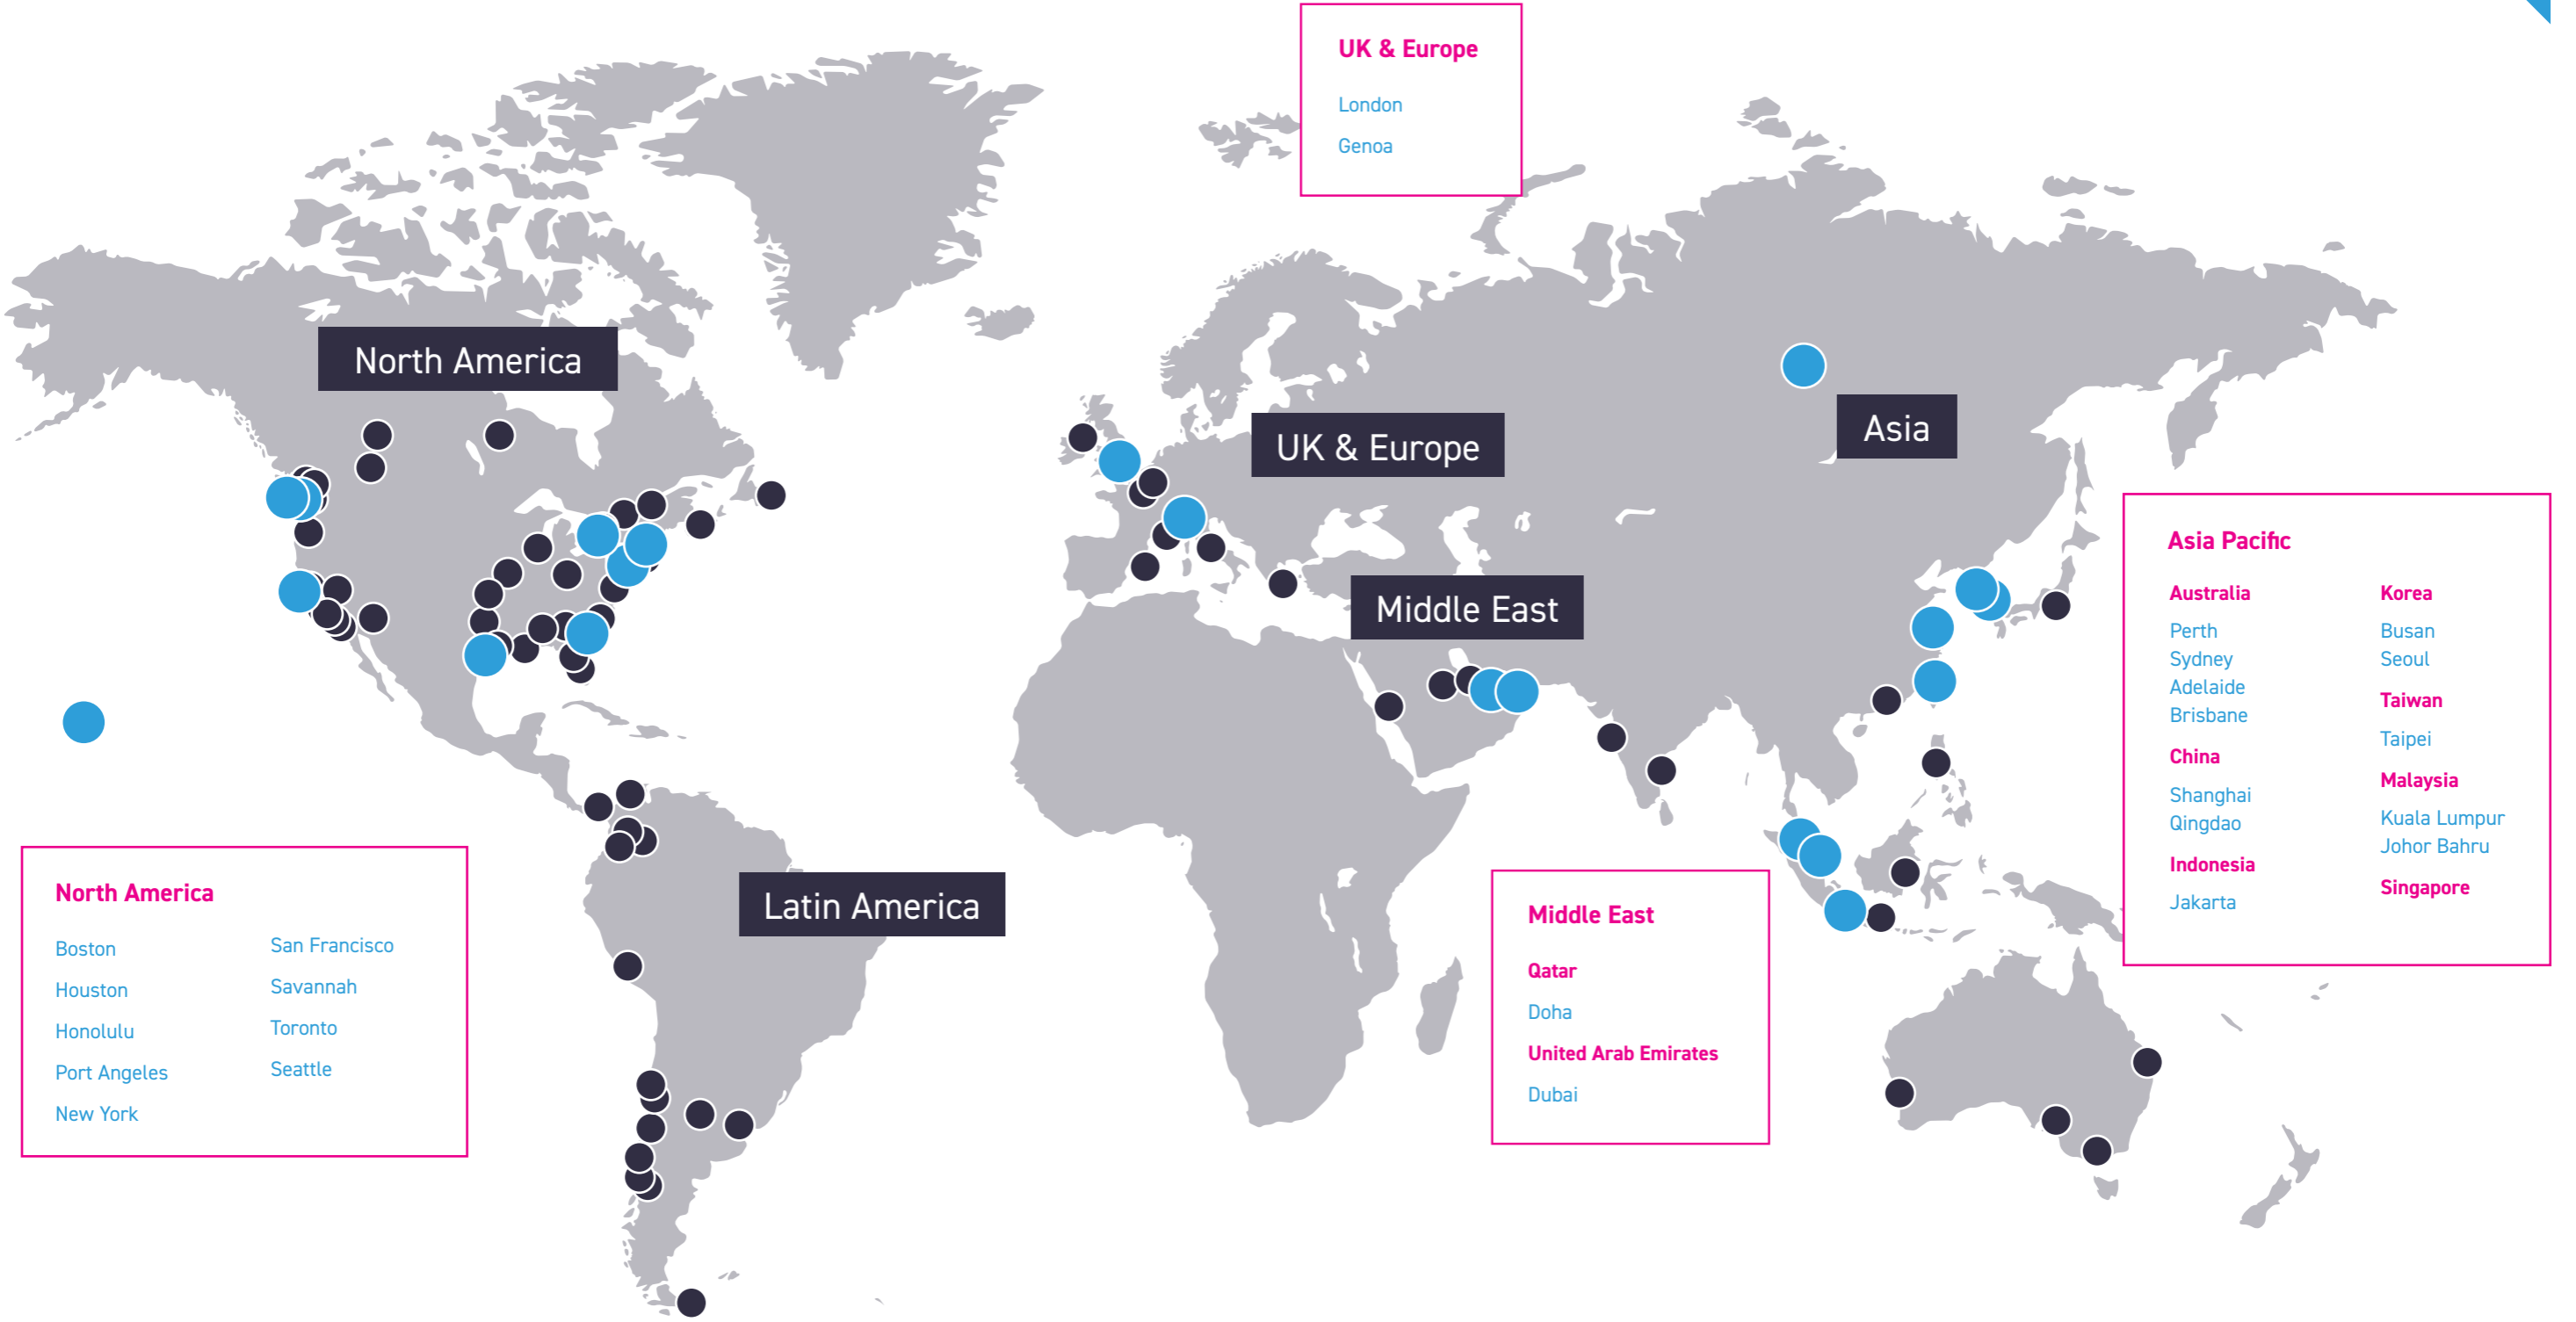 UK & Europe
London
Genoa
North America
UK & Europe
Asia
Middle East
Latin America
North America
Boston
Houston
Honolulu
Port Angeles
New York
San Francisco
Savannah
Toronto
Seattle
Middle East
Qatar
Doha
United Arab Emirates
Dubai
Asia Pacific
Australia
Perth
Sydney
Adelaide
Brisbane
China
Shanghai
Qingdao
Indonesia
Jakarta
Korea
Busan
Seoul
Taiwan
Taipei
Malaysia
Kuala Lumpur
Johor Bahru
Singapore